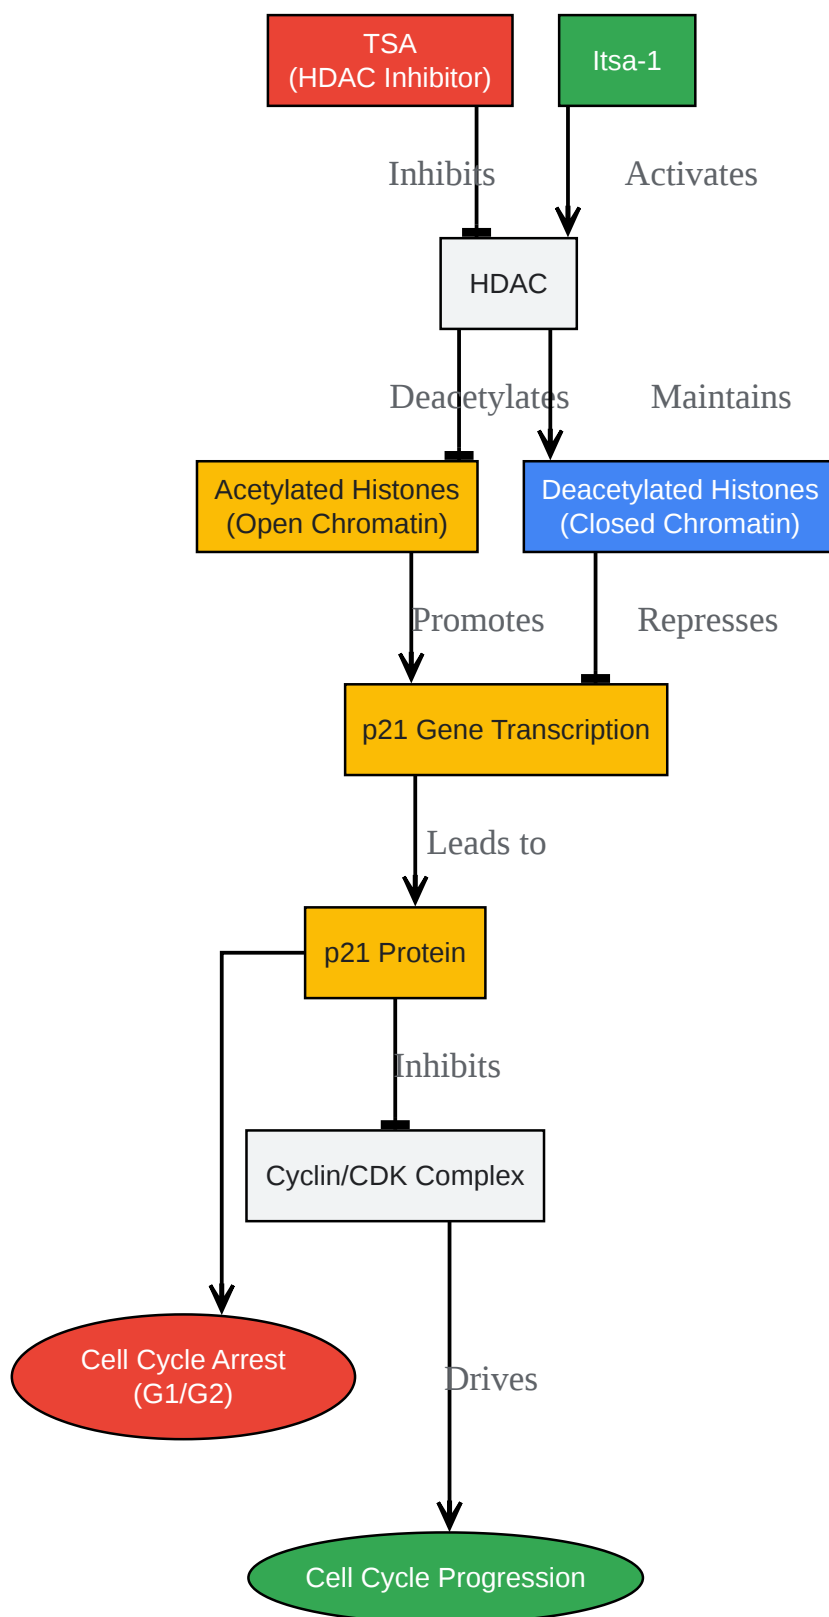 TSA
(HDAC Inhibitor)
Itsa-1
Inhibits
Activates
HDAC
Deacetylates
Maintains
Acetylated Histones
(Open Chromatin)
Deacetylated Histones
(Closed Chromatin)
Promotes
Represses
p21 Gene Transcription
Leads to
p21 Protein
Inhibits
Cyclin/CDK Complex
Cell Cycle Arrest
(G1/G2)
Drives
Cell Cycle Progression